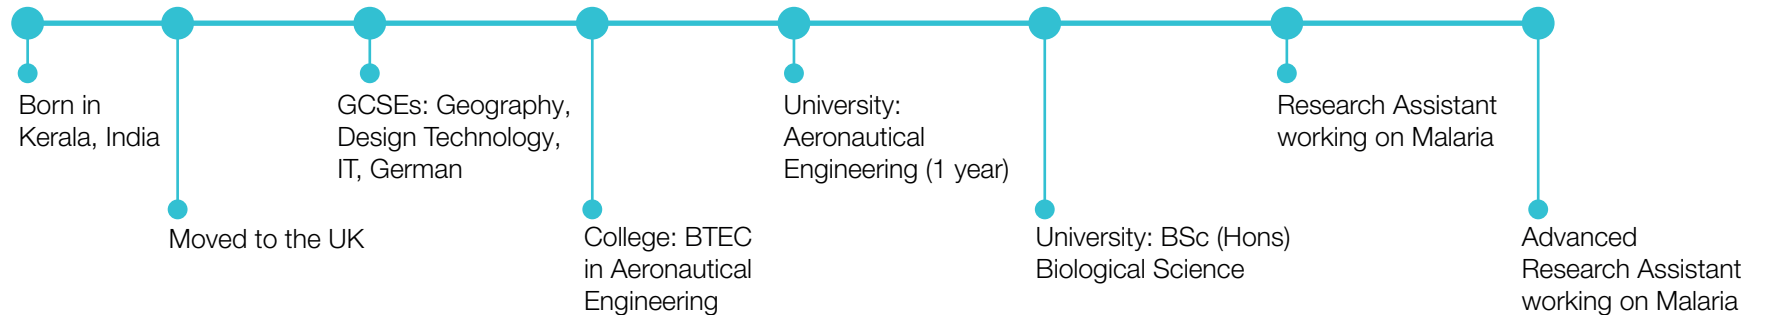 Born in
Kerala, India
Moved to the UK
GCSEs: Geography,
Design Technology,
IT, German
College: BTEC
in Aeronautical
Engineering
University:
Aeronautical
Engineering (1 year)
University: BSc (Hons)
Biological Science
Research Assistant
working on Malaria
Advanced
Research Assistant
working on Malaria